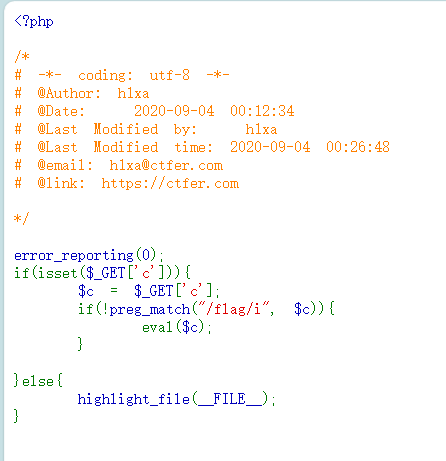 <?php
/*
# -*- coding: utf-8 -*-
# @Author: h1xa
# @Date: 2020-09-04 00:12:34
# @Last Modified by: h1xa
# @Last Modified time: 2020-09-04 00:26:48
# @email: h1xa@ctfer.com
# @link: https://ctfer.com
*/
error_reporting(0);
if(isset($_GET['c'])){
$c = $_GET['c'];
if(!preg_match("/flag/i", $c)){
eval($c);
}
}else{
highlight_file(__FILE__);
}